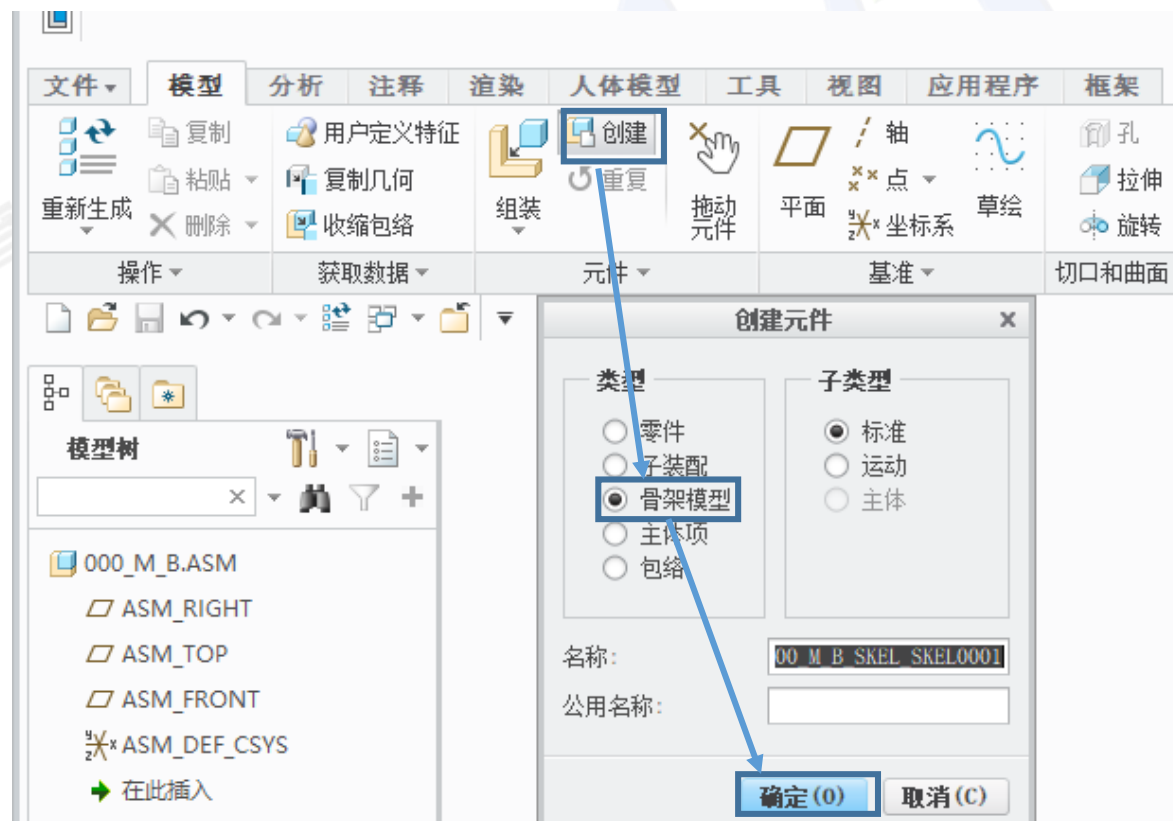 文件 模型 分析 注释 渲染 人体模型 工具 视图 应用程序 框架
重新生成
复制
粘贴
删除
用户定义特征
复制几何
收缩包络
组装
创建
重复
拖动
元件
平面
轴
点
坐标系
草绘
孔
拉伸
旋转
操作 获取数据 元件 基准 切口和曲面
创建元件
类型
零件
子装配
骨架模型
主体项
包络
子类型
标准
运动
主体
名称:
00_M_B_SKEL_SKEL0001
公用名称:
确定(O) 取消(C)
模型树
000_M_B.ASM
ASM_RIGHT
ASM_TOP
ASM_FRONT
ASM_DEF_CSYS
在此插入